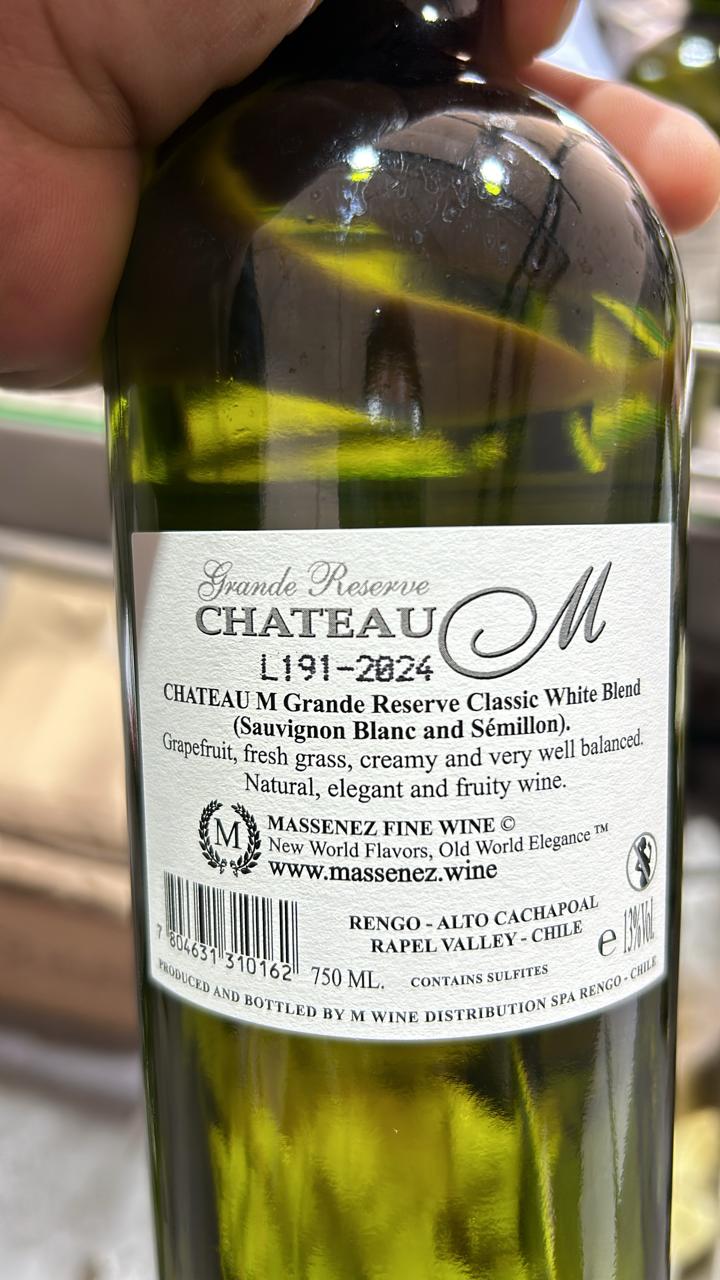 Grande Reserve
CHATEAU M
L191-2024
CHATEAU M Grande Reserve Classic White Blend
(Sauvignon Blanc and Sémillon).
Grapefruit, fresh grass, creamy and very well balanced.
Natural, elegant and fruity wine.
M
MASSENEZ FINE WINE ©
New World Flavors, Old World Elegance ™
www.massenez.wine
RENGO - ALTO CACHAPOAL
RAPEL VALLEY - CHILE
e 13%Vol.
7 804631 310162
750 ML.
CONTAINS SULFITES
PRODUCED AND BOTTLED BY M WINE DISTRIBUTION SPA RENGO - CHILE